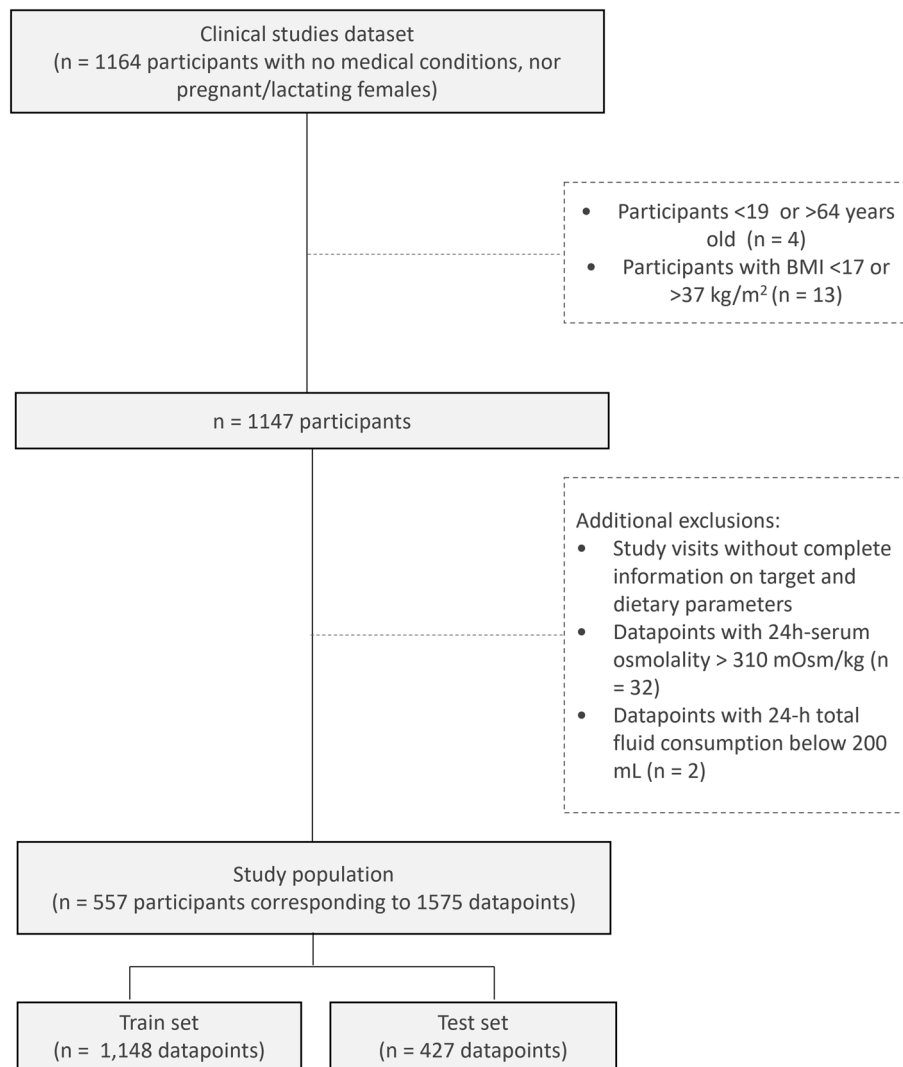 Clinical studies dataset
(n = 1164 participants with no medical conditions, nor
pregnant/lactating females)
• Participants <19 or >64 years
old (n = 4)
• Participants with BMI <17 or
>37 kg/m² (n = 13)
n = 1147 participants
Additional exclusions:
• Study visits without complete
information on target and
dietary parameters
• Datapoints with 24h-serum
osmolality > 310 mOsm/kg (n
= 32)
• Datapoints with 24-h total
fluid consumption below 200
mL (n = 2)
Study population
(n = 557 participants corresponding to 1575 datapoints)
Train set
(n = 1,148 datapoints)
Test set
(n = 427 datapoints)